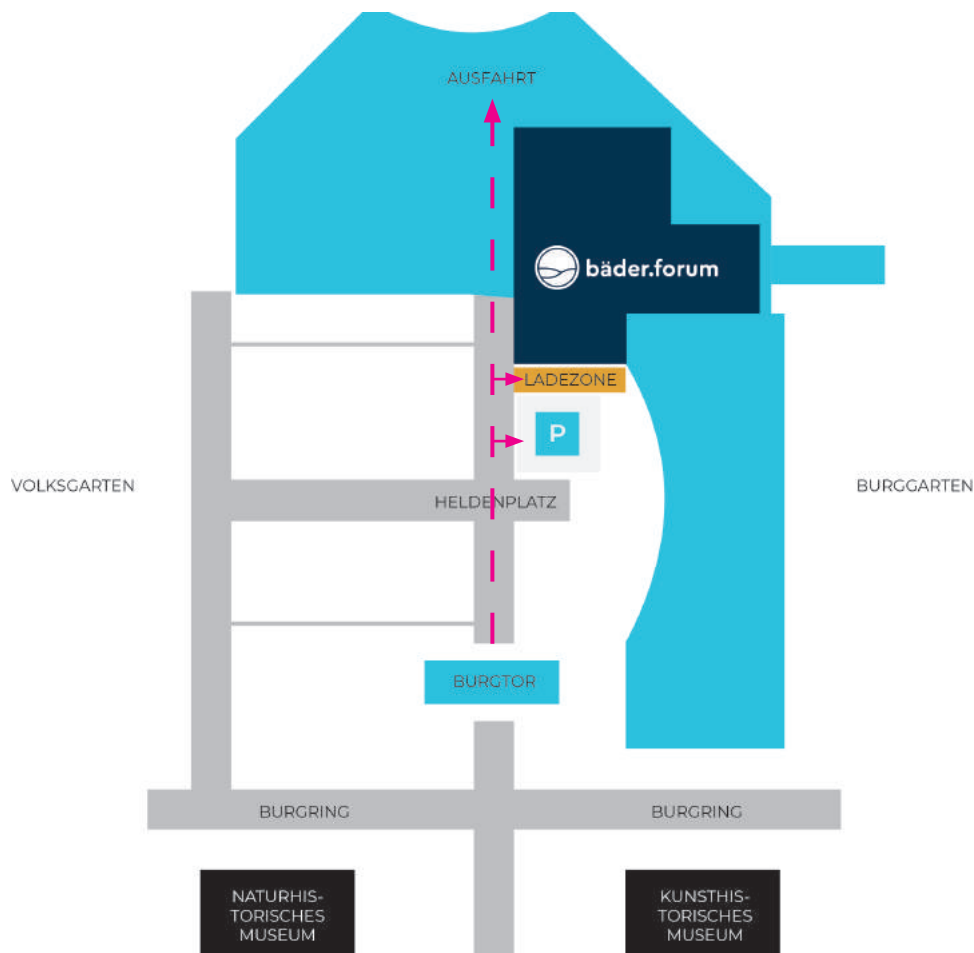 AUSFAHRT
bäder.forum
LADEZONE
P
VOLKSGARTEN
HELDENPLATZ
BURGGARTEN
BURGTOR
BURGRING
BURGRING
NATURHIS-
TORISCHES
MUSEUM
KUNSTHIS-
TORISCHES
MUSEUM